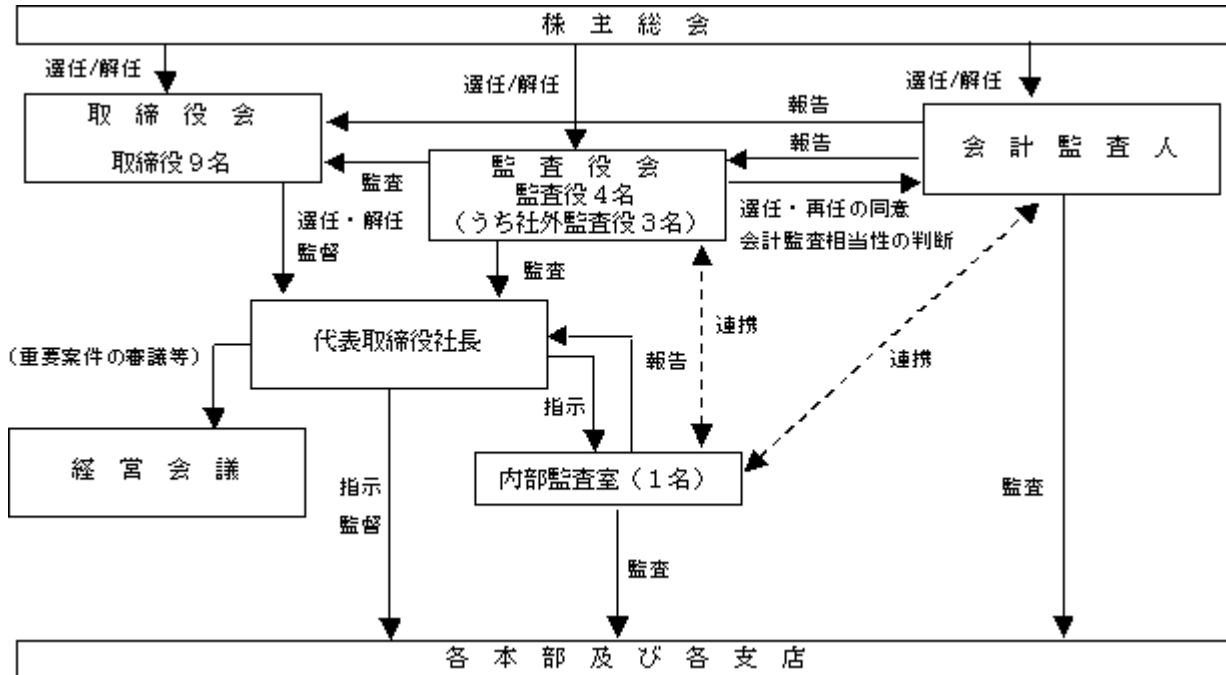 株 主 総 会
選任/解任
選任/解任
選任/解任
取 締 役 会
取締役９名
報告
報告
会 計 監 査 人
監 査 役 会
監査役４名
（うち社外監査役３名）
監査
選任・再任の同意
会計監査相当性の判断
選任・解任
監督
監査
代表取締役社長
連携
連携
（重要案件の審議等）
報告
指示
経 営 会 議
内部監査室（１名）
指示
監督
監査
監査
各 本 部 及 び 各 支 店